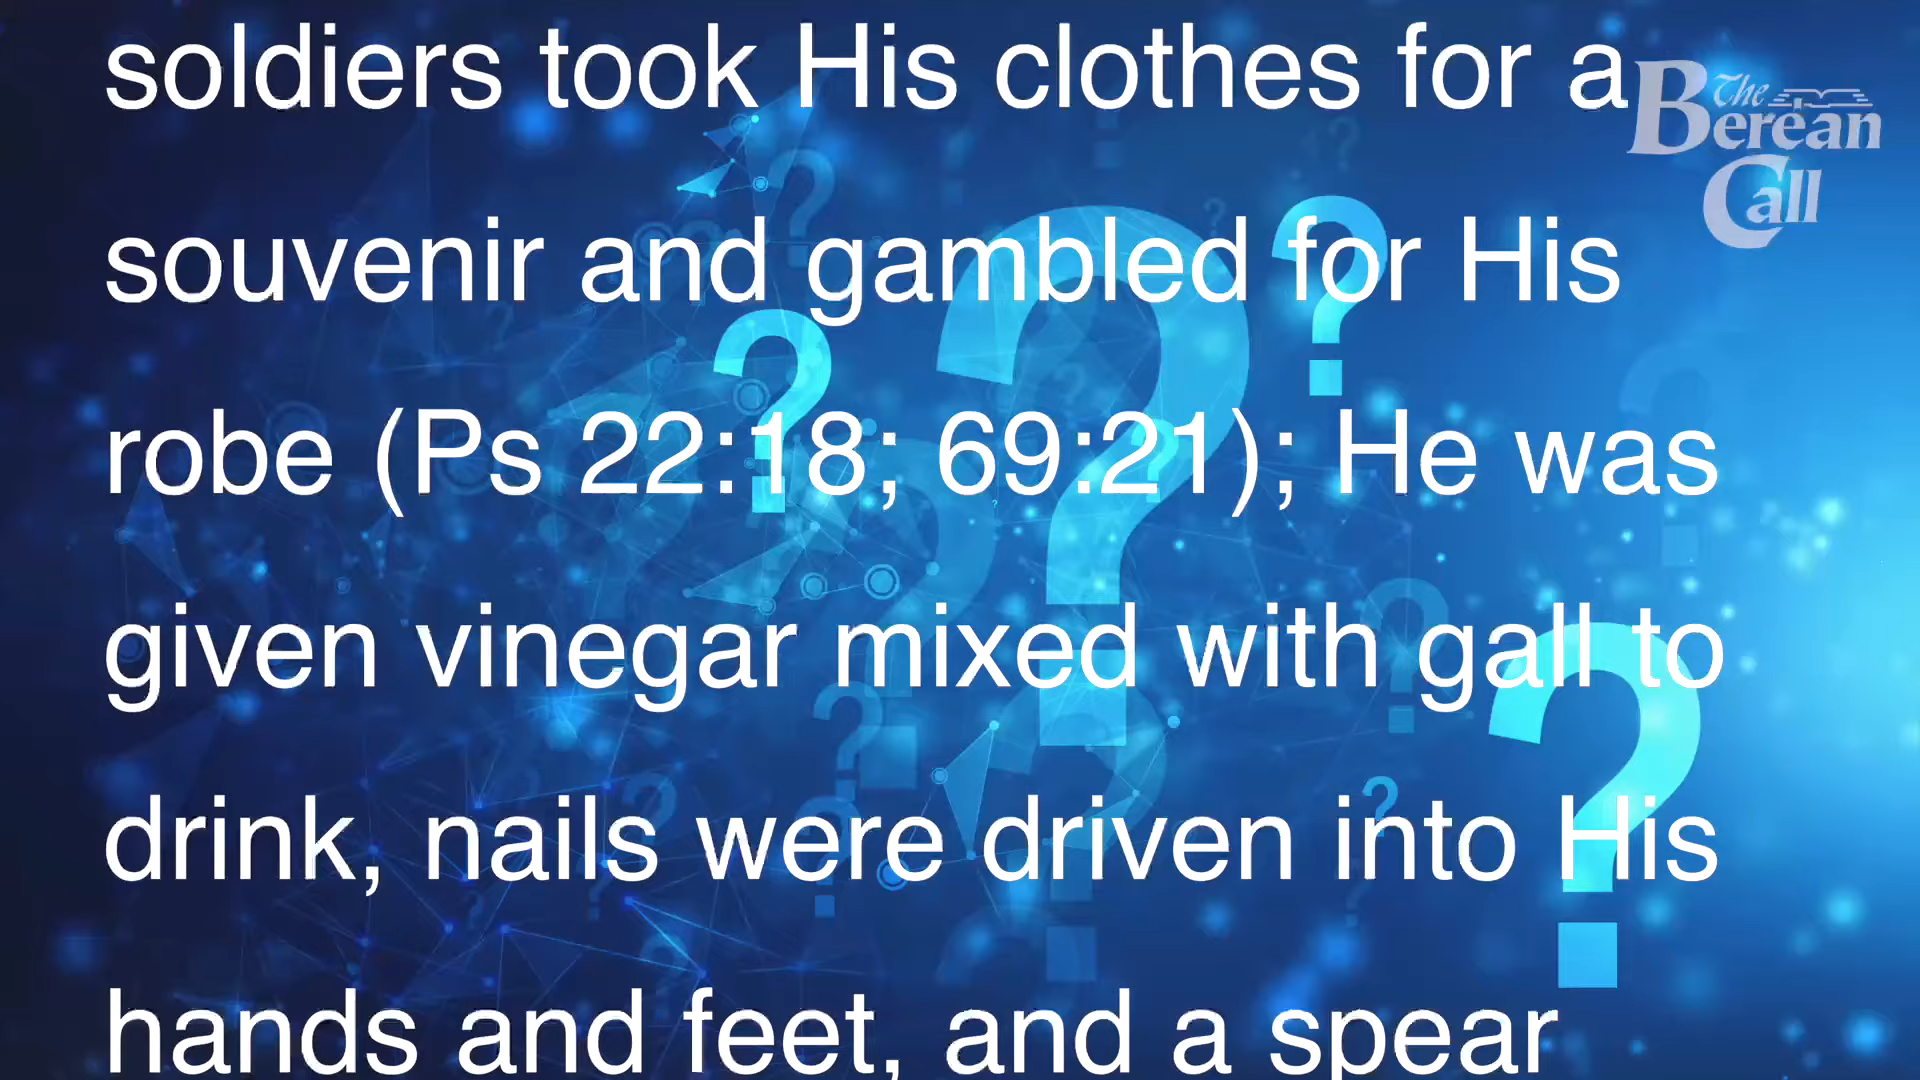 soldiers took His clothes for a
souvenir and gambled for His
robe (Ps 22:18; 69:21); He was
given vinegar mixed with gall to
drink, nails were driven into His
hands and feet, and a spear
The
Berean
Call